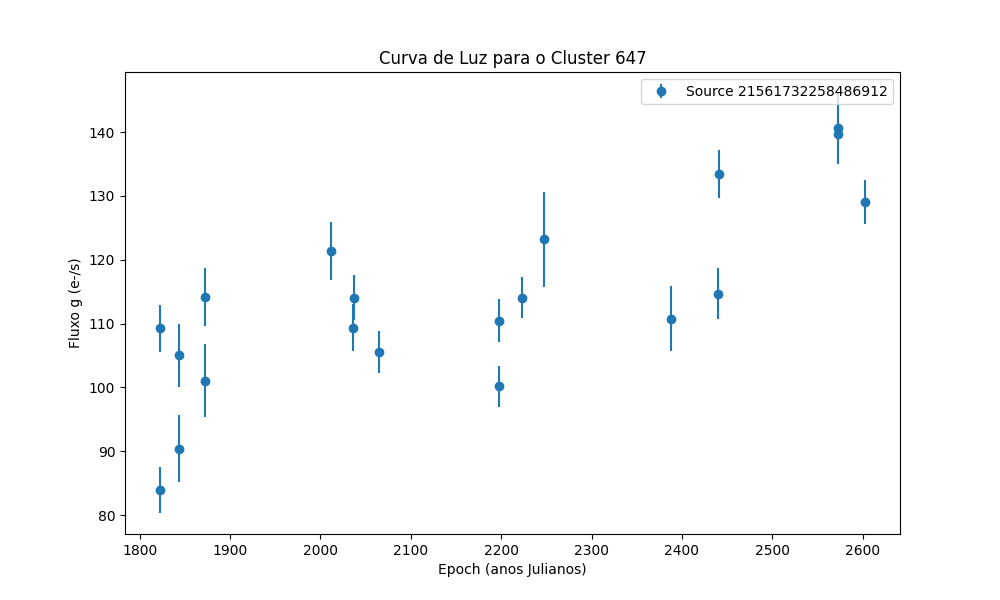 Curva de Luz para o Cluster 647
Source 21561732258486912
140
130
120
110
100
90
80
Fluxo g (e-/s)
1800 1900 2000 2100 2200 2300 2400 2500 2600
Epoch (anos Julianos)